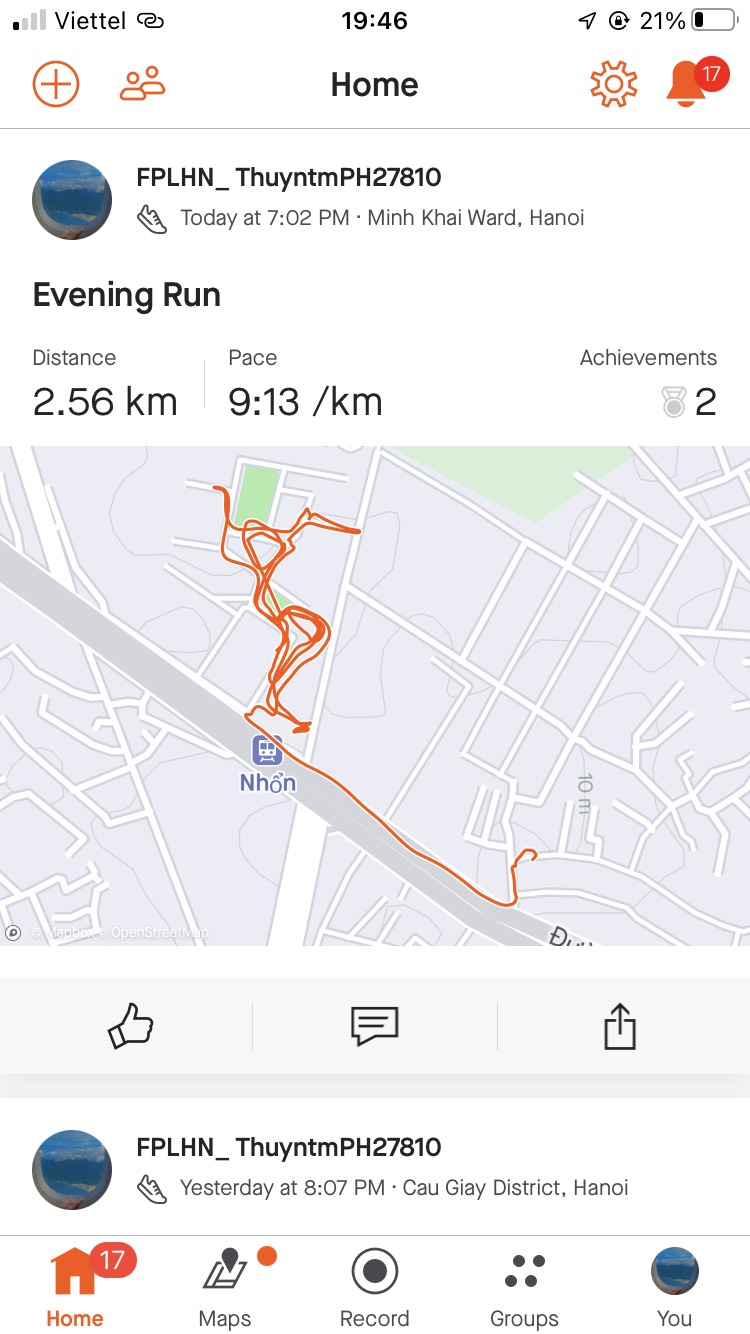 Viettel 19:46 21%
Home 17
FPLHN_ ThuyntmPH27810
Today at 7:02 PM · Minh Khai Ward, Hanoi
Evening Run
Distance Pace Achievements
2.56 km 9:13 /km 2
Nhổn
10 m
© Mapbox © OpenStreetMap
FPLHN_ ThuyntmPH27810
Yesterday at 8:07 PM · Cau Giay District, Hanoi
17
Home Maps Record Groups You